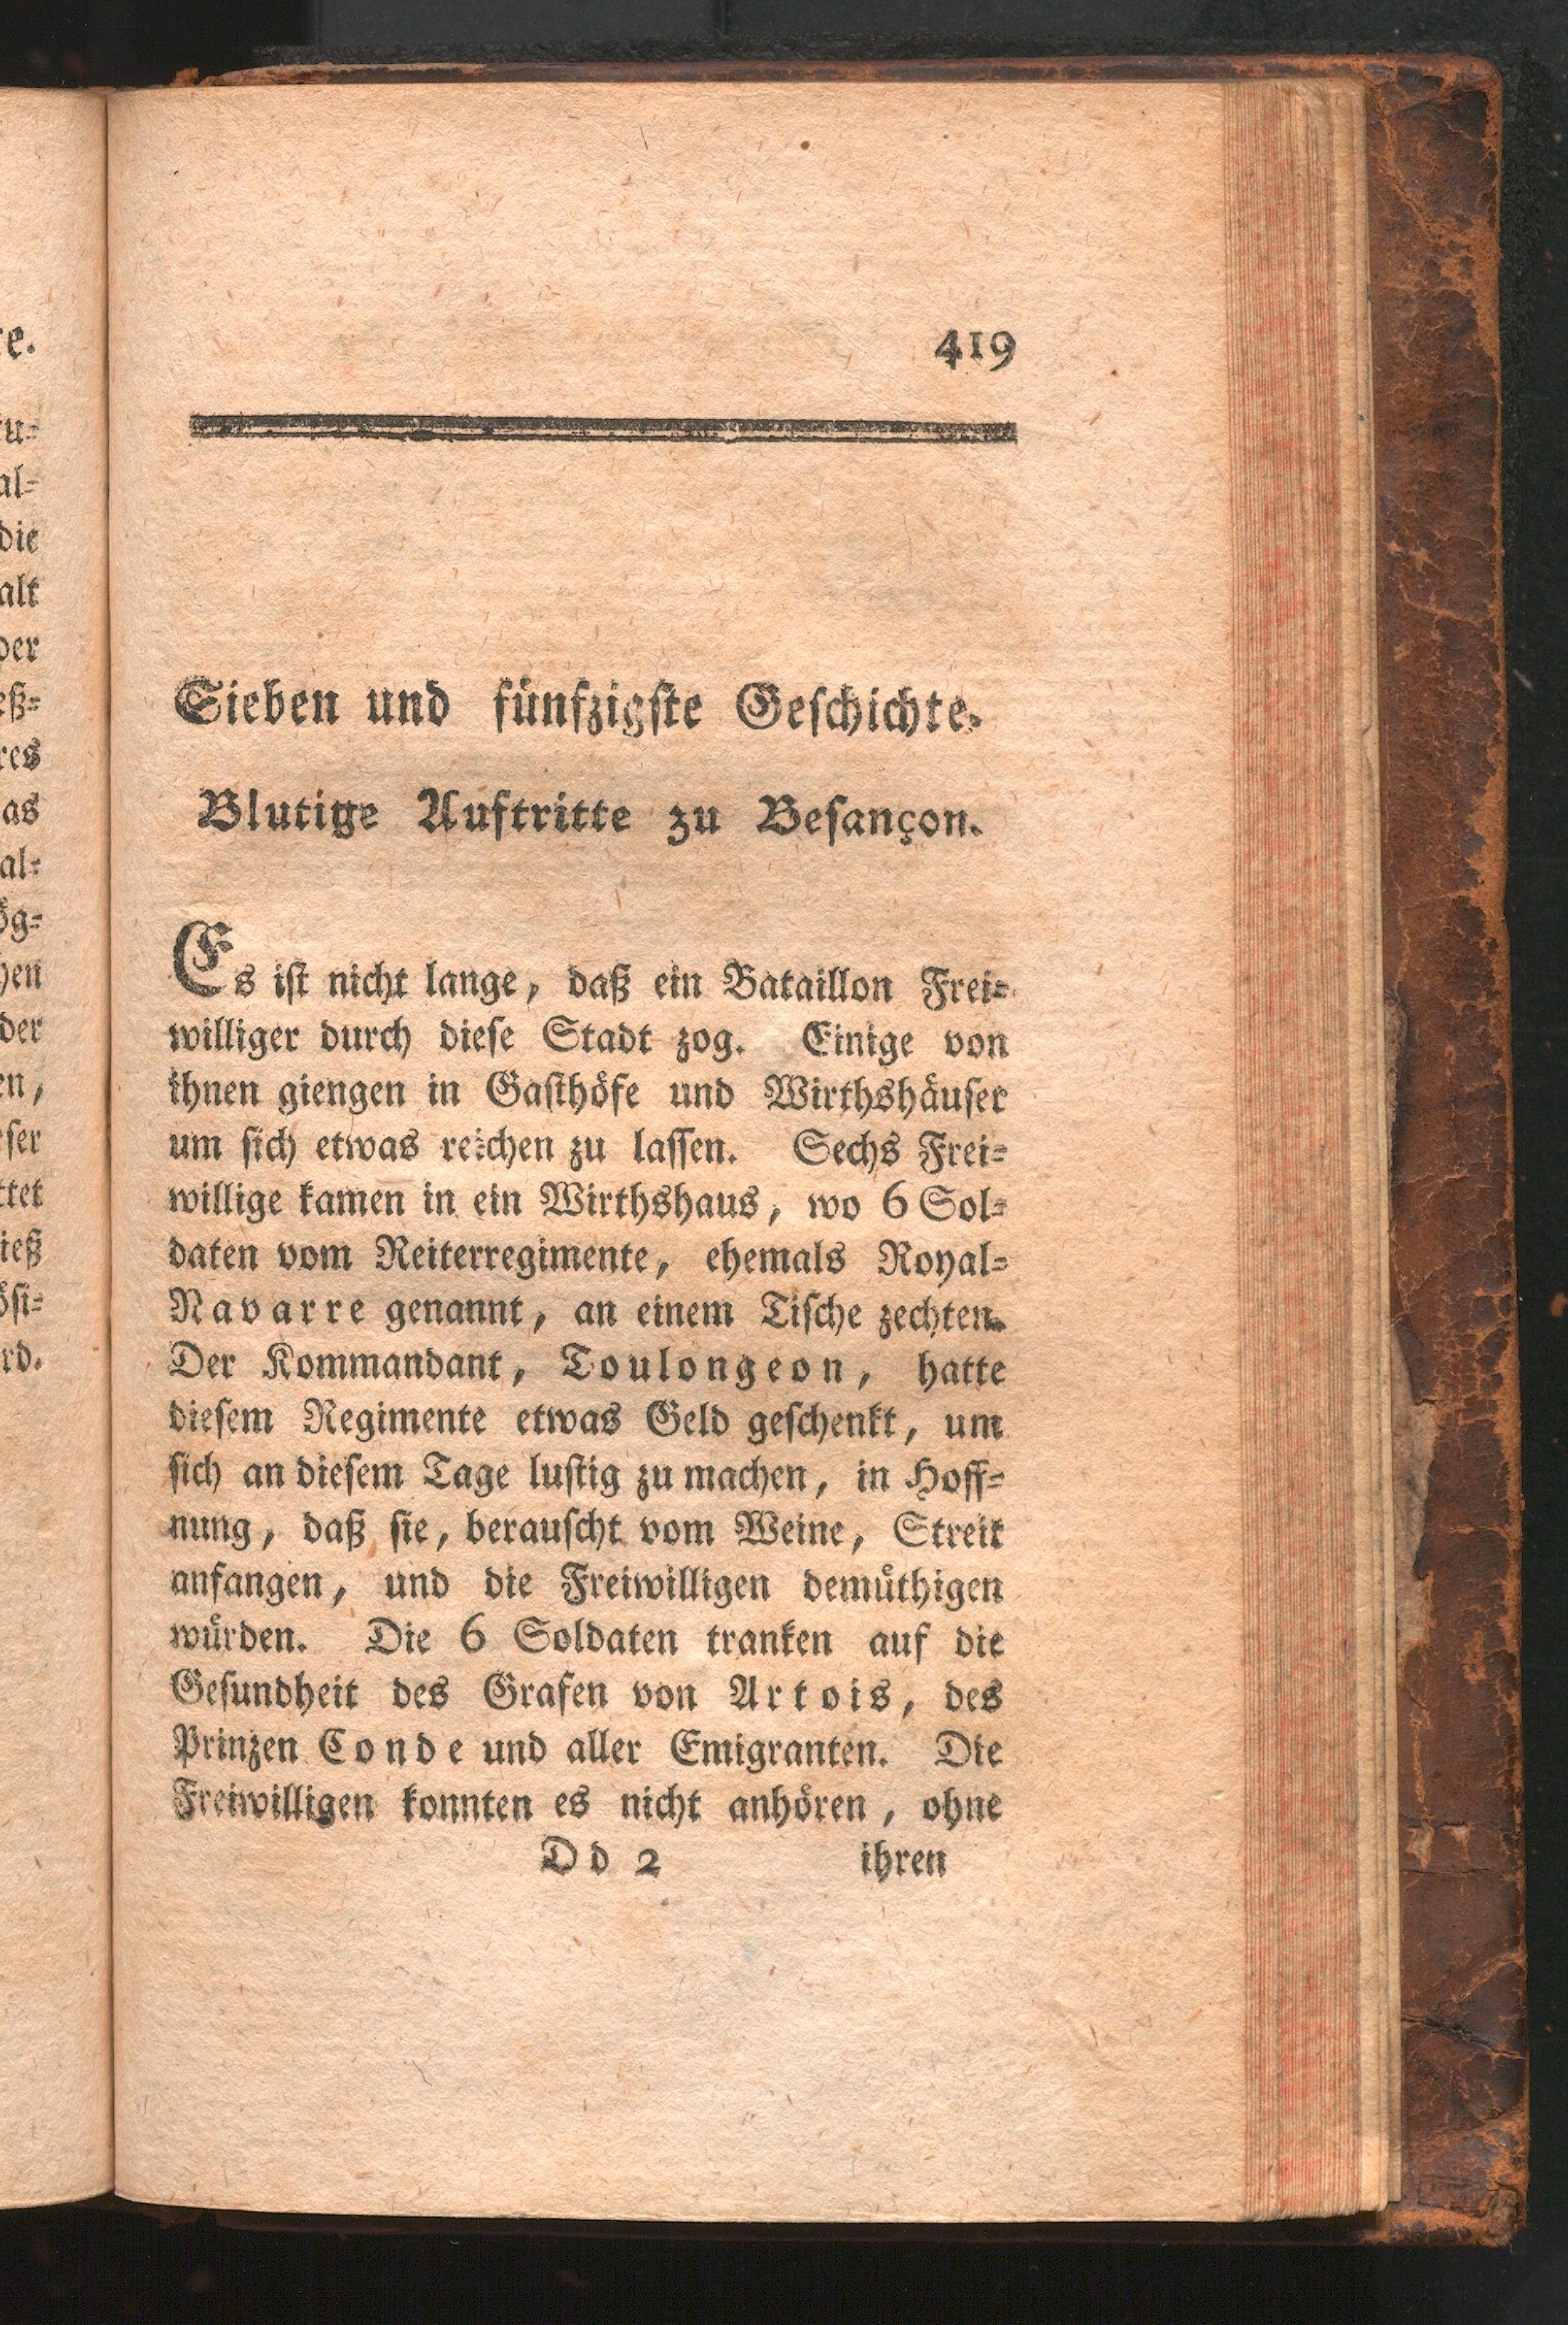 419
Sieben und fünfzigste Geschichte.
Blutige Auftritte zu Besançon.
Es ist nicht lange, daß ein Bataillon Frei=
williger durch diese Stadt zog. Einige von
ihnen giengen in Gasthöfe und Wirthshäuser
um sich etwas reichen zu lassen. Sechs Frei=
willige kamen in ein Wirthshaus, wo 6 Sol=
daten vom Reiterregimente, ehemals Royal=
Navarre genannt, an einem Tische zechten.
Der Kommandant, Toulongeon, hatte
diesem Regimente etwas Geld geschenkt, um
sich an diesem Tage lustig zu machen, in Hoff=
nung, daß sie, berauscht vom Weine, Streit
anfangen, und die Freiwilligen demüthigen
würden. Die 6 Soldaten tranken auf die
Gesundheit des Grafen von Artois, des
Prinzen Conde und aller Emigranten. Die
Freiwilligen konnten es nicht anhören, ohne
Dd 2 ihren